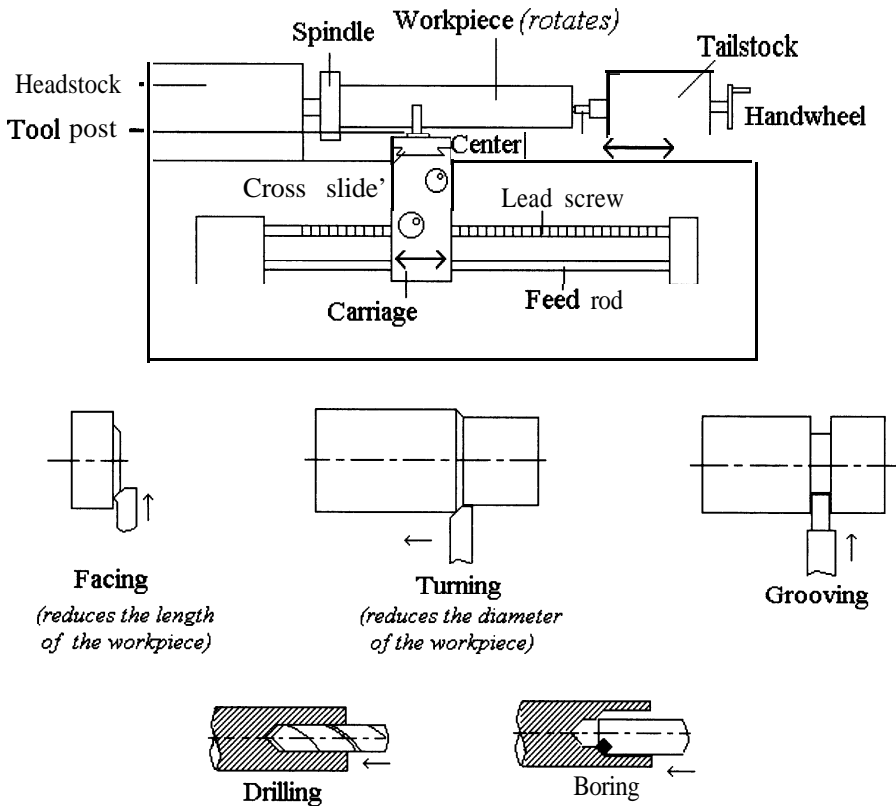 Spindle
Workpiece (rotates)
Tailstock
Headstock
Tool post
Handwheel
Center
Cross slide’
Lead screw
Carriage
Feed rod
Facing
(reduces the length
of the workpiece)
Turning
(reduces the diameter
of the workpiece)
Grooving
Drilling
Boring